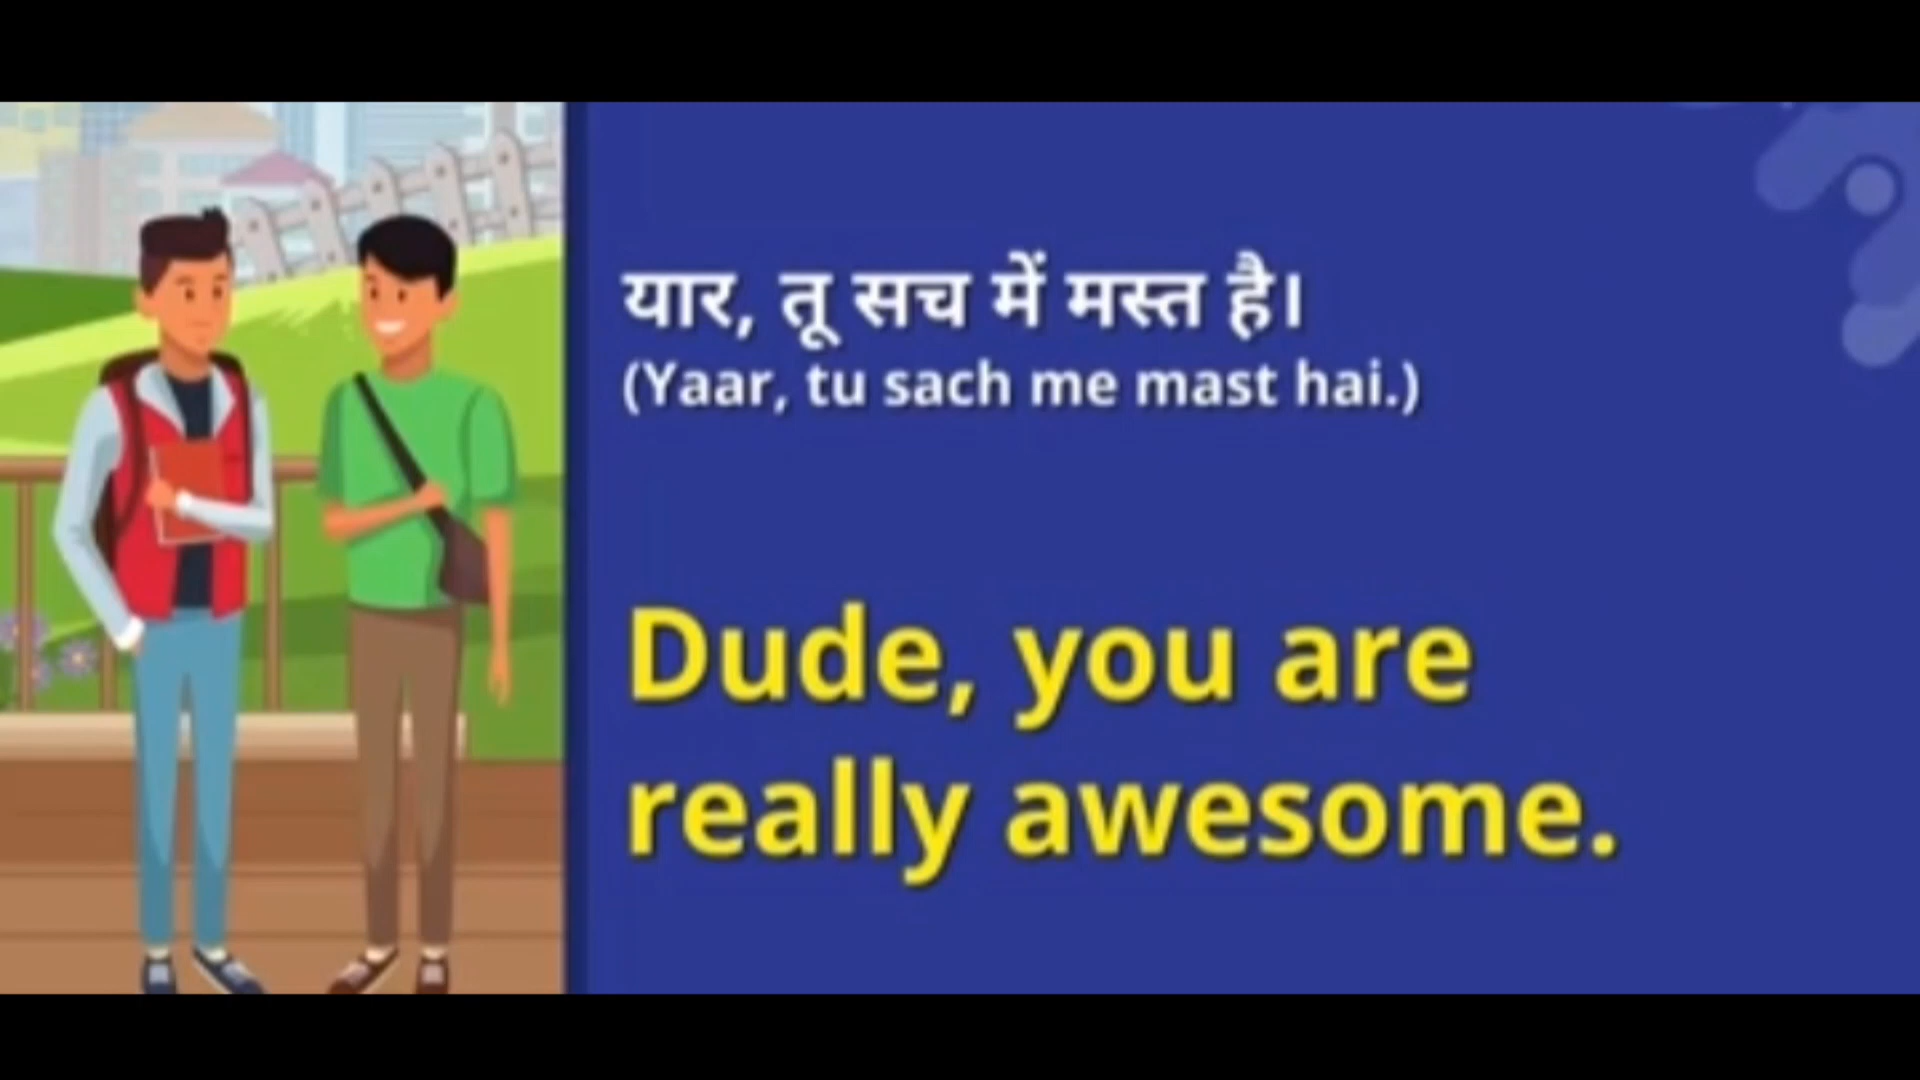 यार, तू सच में मस्त है।
(Yaar, tu sach me mast hai.)
Dude, you are
really awesome.